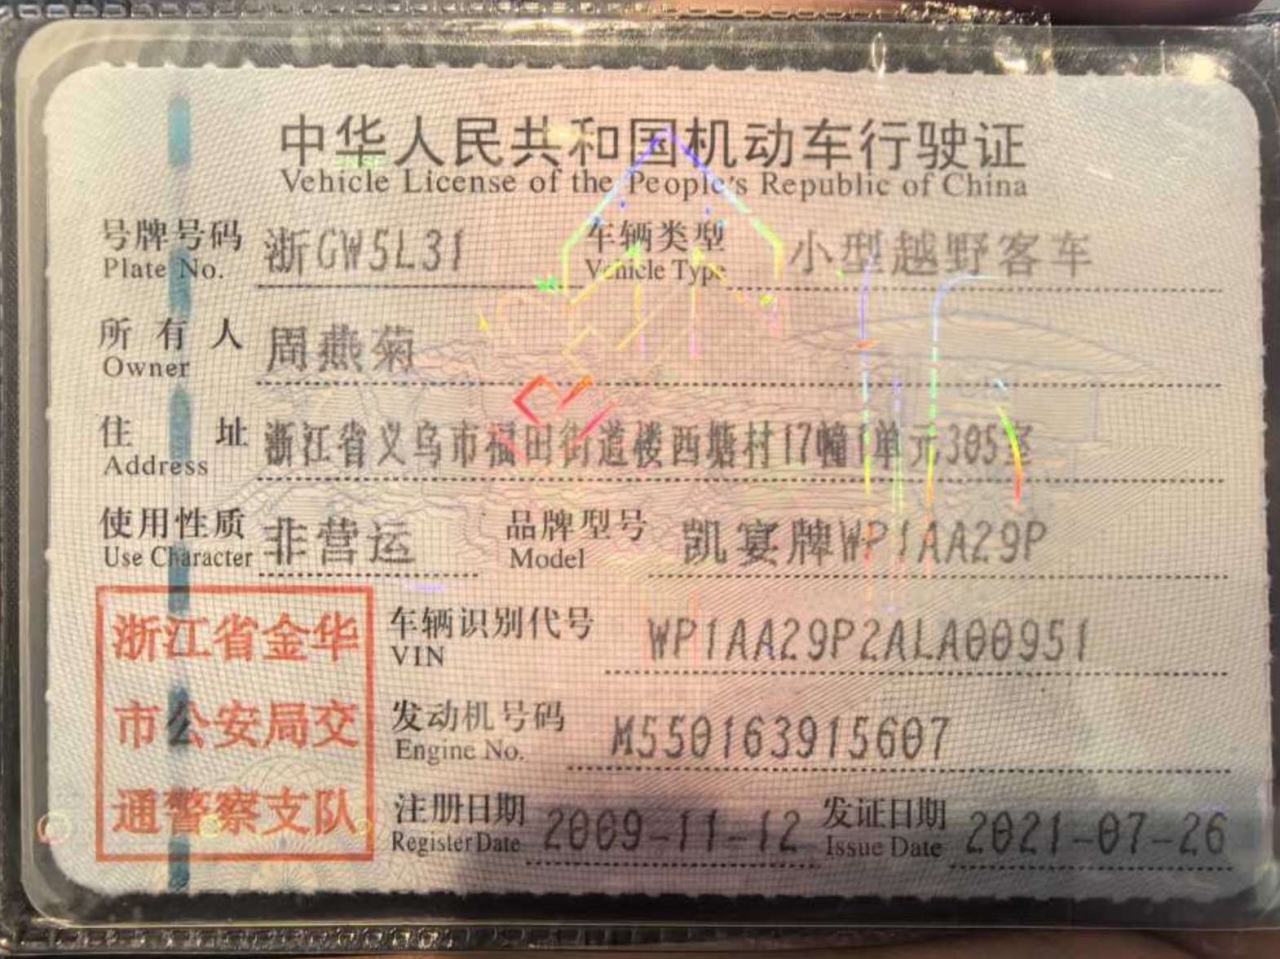 中华人民共和国机动车行驶证
Vehicle License of the People's Republic of China
号牌号码 浙GW5L31 车辆类型 小型越野客车
Plate No. Vehicle Type
所有人 周燕菊
Owner
住址 浙江省义乌市福田街道楼西塘村17幢1单元305室
Address
使用性质 非营运 品牌型号 凯宴牌WP1AA29P
Use Character Model
浙江省金华
市公安局交
通警察支队
车辆识别代号 WP1AA29P2ALA00951
VIN
发动机号码 M550163915607
Engine No.
注册日期 2009-11-12 发证日期 2021-07-26
Register Date Issue Date